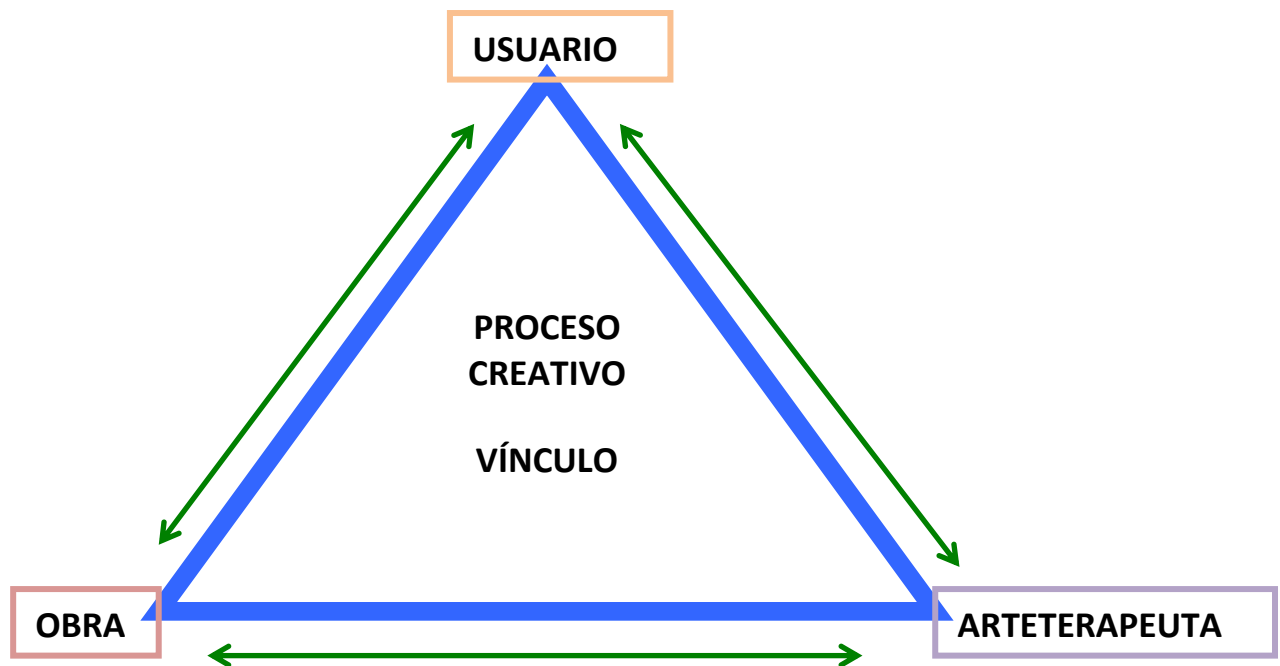 USUARIO
PROCESO
CREATIVO
VÍNCULO
OBRA
ARTETERAPEUTA